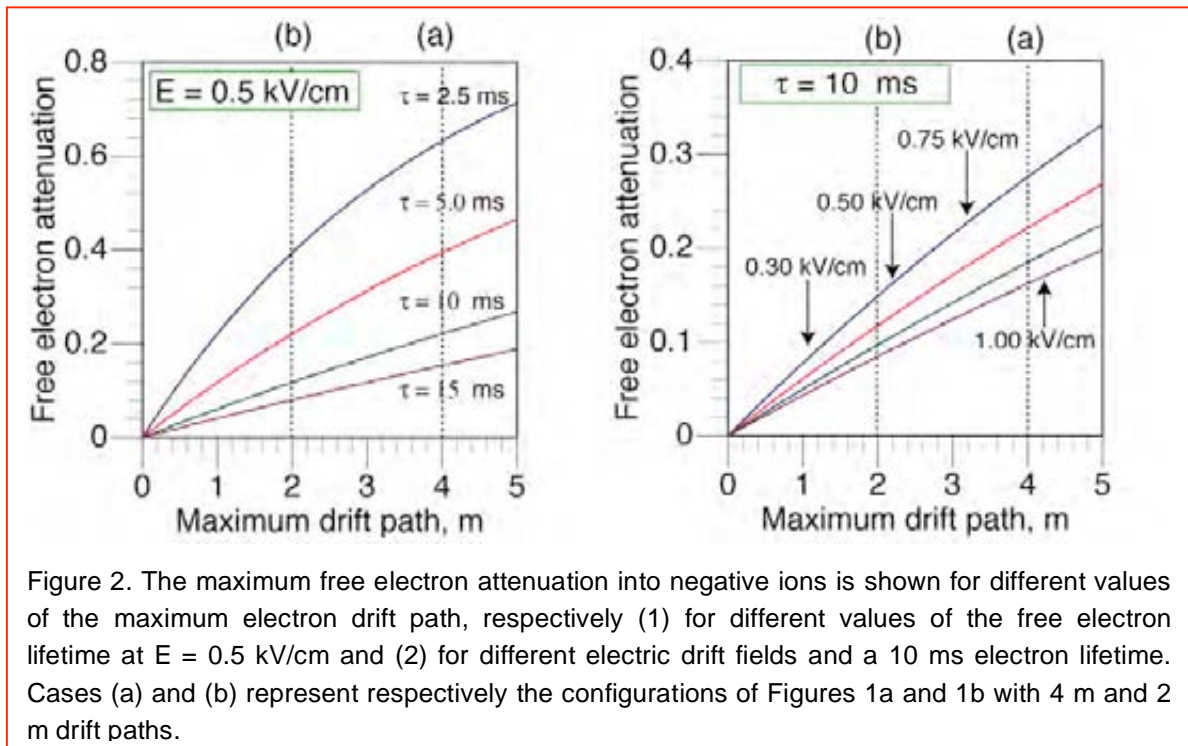 (b) (a)
0.8
E = 0.5 kV/cm
τ = 2.5 ms
0.6
τ = 5.0 ms
0.4
τ = 10 ms
0.2
τ = 15 ms
0
Free electron attenuation
0 1 2 3 4 5
Maximum drift path, m
(b) (a)
0.4
τ = 10 ms
0.75 kV/cm
0.3
0.50 kV/cm
0.2
0.30 kV/cm
1.00 kV/cm
0.1
0
Free electron attenuation
0 1 2 3 4 5
Maximum drift path, m
Figure 2. The maximum free electron attenuation into negative ions is shown for different values
of the maximum electron drift path, respectively (1) for different values of the free electron
lifetime at E = 0.5 kV/cm and (2) for different electric drift fields and a 10 ms electron lifetime.
Cases (a) and (b) represent respectively the configurations of Figures 1a and 1b with 4 m and 2
m drift paths.